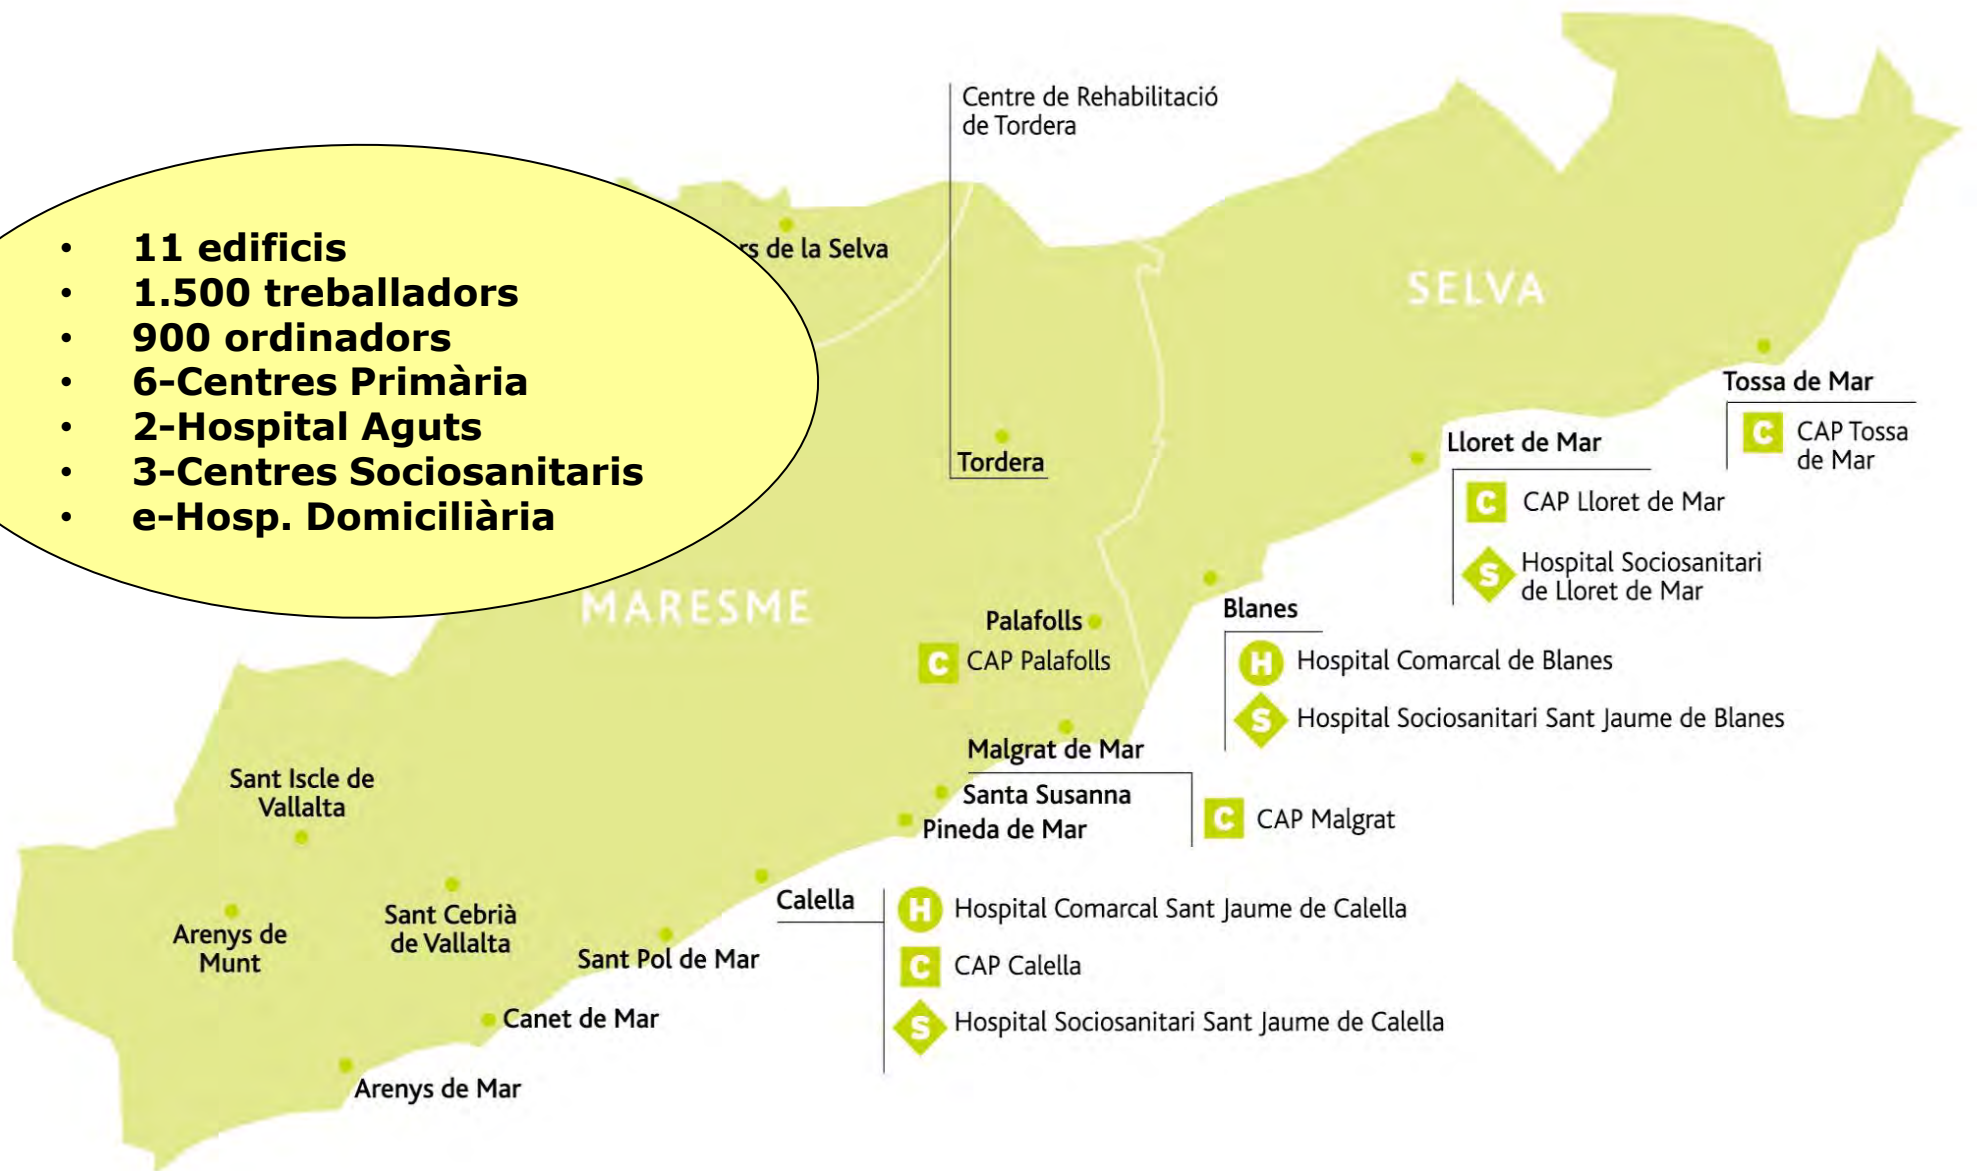 Centre de Rehabilitació
de Tordera
• 11 edificis
• 1.500 treballadors
• 900 ordinadors
• 6-Centres Primària
• 2-Hospital Aguts
• 3-Centres Sociosanitaris
• e-Hosp. Domiciliària
de la Selva
SELVA
Tossa de Mar
C CAP Tossa
de Mar
Lloret de Mar
C CAP Lloret de Mar
S Hospital Sociosanitari
de Lloret de Mar
Tordera
MARESME
Palafolls
C CAP Palafolls
Blanes
H Hospital Comarcal de Blanes
S Hospital Sociosanitari Sant Jaume de Blanes
Malgrat de Mar
C CAP Malgrat
Santa Susanna
Pineda de Mar
Sant Iscle de
Vallalta
Arenys de
Munt
Sant Cebrià
de Vallalta
Sant Pol de Mar
Calella
H Hospital Comarcal Sant Jaume de Calella
C CAP Calella
S Hospital Sociosanitari Sant Jaume de Calella
Canet de Mar
Arenys de Mar